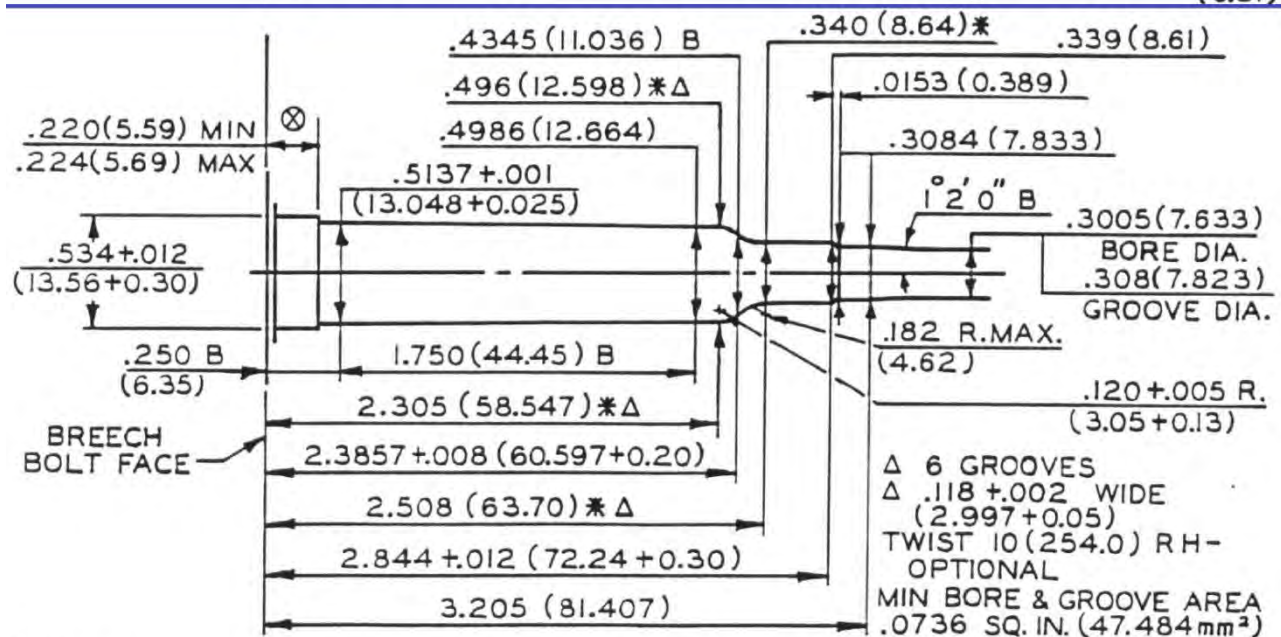 .4345(11.036) B
.340(8.64)*
.339(8.61)
.496(12.598)*Δ
.0153(0.389)
.220(5.59) MIN
.224(5.69) MAX
.4986(12.664)
.3084(7.833)
.5137+.001
(13.048+0.025)
1°2'0" B
.3005(7.633)
BORE DIA.
.308(7.823)
GROOVE DIA.
.534+.012
(13.56+0.30)
.182 R.MAX.
(4.62)
.250 B
(6.35)
1.750(44.45) B
.120+.005 R.
(3.05+0.13)
2.305(58.547)*Δ
BREECH
BOLT FACE
2.3857+.008(60.597+0.20)
2.508(63.70)*Δ
2.844+.012(72.24+0.30)
3.205(81.407)
Δ 6 GROOVES
Δ .118+.002 WIDE
(2.997+0.05)
TWIST 10(254.0) RH-
OPTIONAL
MIN BORE & GROOVE AREA
.0736 SQ.IN.(47.484mm²)